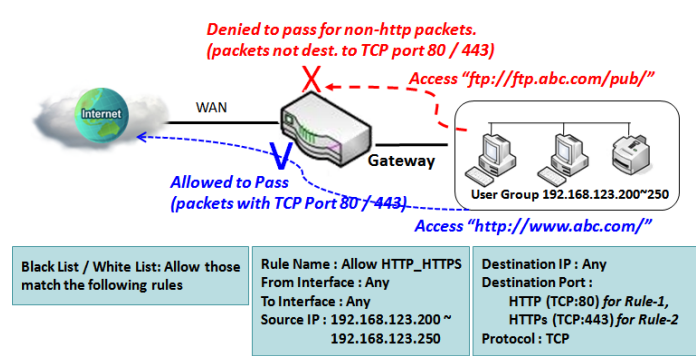 Denied to pass for non-http packets.
(packets not dest. to TCP port 80 / 443)
X
Access “ftp://ftp.abc.com/pub/”
Internet
WAN
Gateway
V
User Group 192.168.123.200~250
Allowed to Pass
(packets with TCP Port 80 / 443)
Access “http://www.abc.com/”
Black List / White List: Allow those
match the following rules
Rule Name : Allow HTTP_HTTPS
From Interface : Any
To Interface : Any
Source IP : 192.168.123.200 ~
192.168.123.250
Destination IP : Any
Destination Port :
HTTP (TCP:80) for Rule-1,
HTTPs (TCP:443) for Rule-2
Protocol : TCP